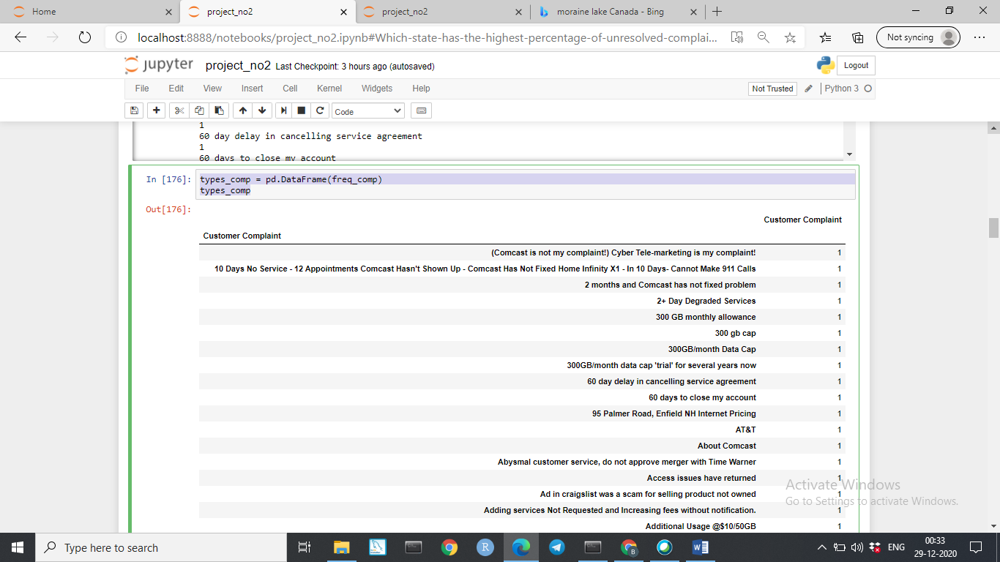 Home
project_no2
project_no2
moraine lake Canada - Bing
localhost:8888/notebooks/project_no2.ipynb#Which-state-has-the-highest-percentage-of-unresolved-complai...
Not syncing
jupyter project_no2 Last Checkpoint: 3 hours ago (autosaved)
Logout
File Edit View Insert Cell Kernel Widgets Help
Not Trusted
Python 3
Code
1
60 day delay in cancelling service agreement
1
60 days to close my account
In [176]: types_comp = pd.DataFrame(freq_comp)
types_comp
Out[176]:
Customer Complaint
Customer Complaint
(Comcast is not my complaint!) Cyber Tele-marketing is my complaint! 1
10 Days No Service - 12 Appointments Comcast Hasn't Shown Up - Comcast Has Not Fixed Home Infinity X1 - In 10 Days- Cannot Make 911 Calls 1
2 months and Comcast has not fixed problem 1
2+ Day Degraded Services 1
300 GB monthly allowance 1
300 gb cap 1
300GB/month Data Cap 1
300GB/month data cap 'trial' for several years now 1
60 day delay in cancelling service agreement 1
60 days to close my account 1
95 Palmer Road, Enfield NH Internet Pricing 1
AT&T 1
About Comcast 1
Abysmal customer service, do not approve merger with Time Warner 1
Access issues have returned 1
Ad in craigslist was a scam for selling product not owned 1
Adding services Not Requested and Increasing fees without notification. 1
Additional Usage @$10/50GB 1
Activate Windows
Go to Settings to activate Windows.
Type here to search
R
B
W
ENG
00:33
29-12-2020